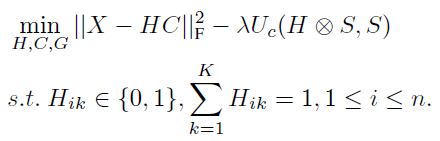 min_{H,C,G} ||X − HC||_F^2 − λU_c(H ⊗ S, S)
s.t. H_{ik} ∈ {0, 1}, ∑_{k=1}^{K} H_{ik} = 1, 1 ≤ i ≤ n.